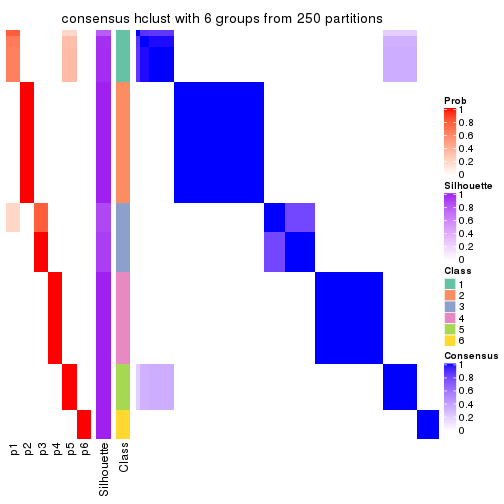 consensus hclust with 6 groups from 250 partitions
Prob
1
0.8
0.6
0.4
0.2
0
Silhouette
1
0.8
0.6
0.4
0.2
0
Class
1
2
3
4
5
6
Consensus
1
0.8
0.6
0.4
0.2
0
p1
p2
p3
p4
p5
p6
Silhouette
Class